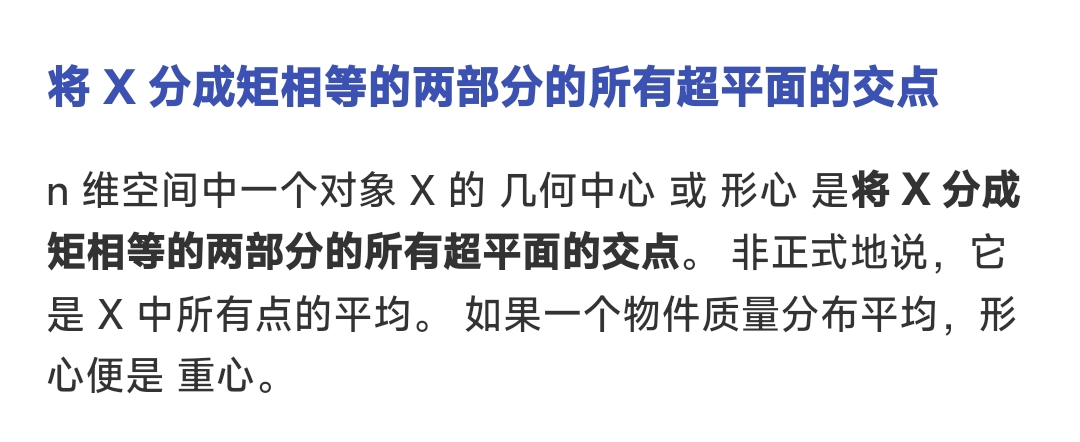 将 X 分成矩相等的两部分的所有超平面的交点
n 维空间中一个对象 X 的 几何中心 或 形心 是将 X 分成
矩相等的两部分的所有超平面的交点。 非正式地说，它
是 X 中所有点的平均。 如果一个物件质量分布平均，形
心便是 重心。